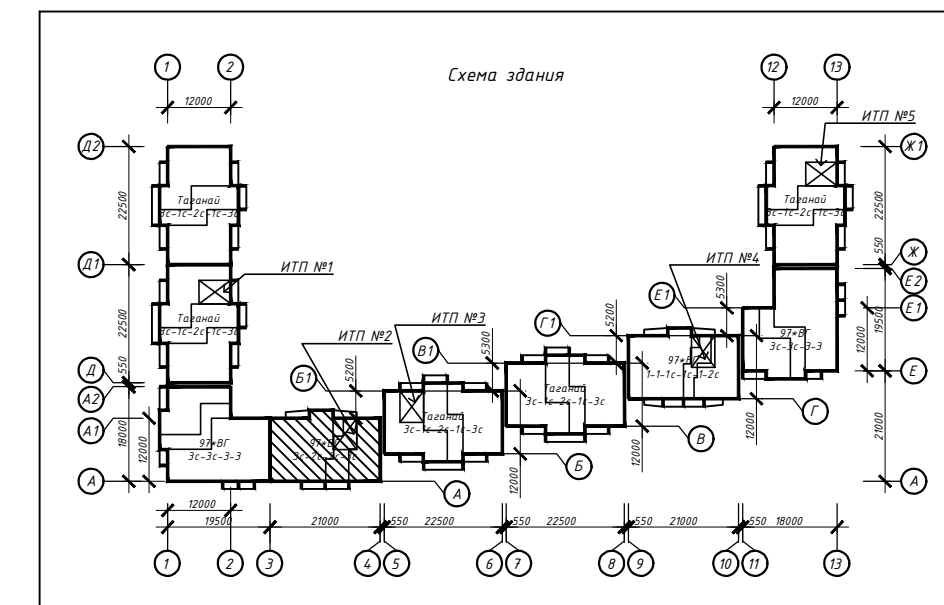 Схема здания
1 2
12000
12 13
12000
ИТП №5
Д2
22500
Таганай
3с-1с-2с-1с-3с
Таганай
3с-1с-2с-1с-3с
Ж1
22500
Д1
ИТП №1
ИТП №4
Ж
550
Е2
22500
Таганай
3с-1с-2с-1с-3с
ИТП №2
ИТП №3
Г1
5200
Е1
5300
Е1
19500
12000
97*ВГ
3с-3с-3-3
Д
550
А2
Б1
5200
В1
5300
Таганай
3с-1с-2с-1с-3с
97*ВГ
1-1-1с-1с-1-2с
Е
А1
18000
12000
97*ВГ
3с-3с-3-3
97*ВГ
Таганай
3с-1с-2с-1с-3с
12000
Г
12000
В
21000
А
А
12000
Б
А
12000
19500 21000 550 22500 550 22500 550 21000 550 18000
1 2 3 4 5 6 7 8 9 10 11 13